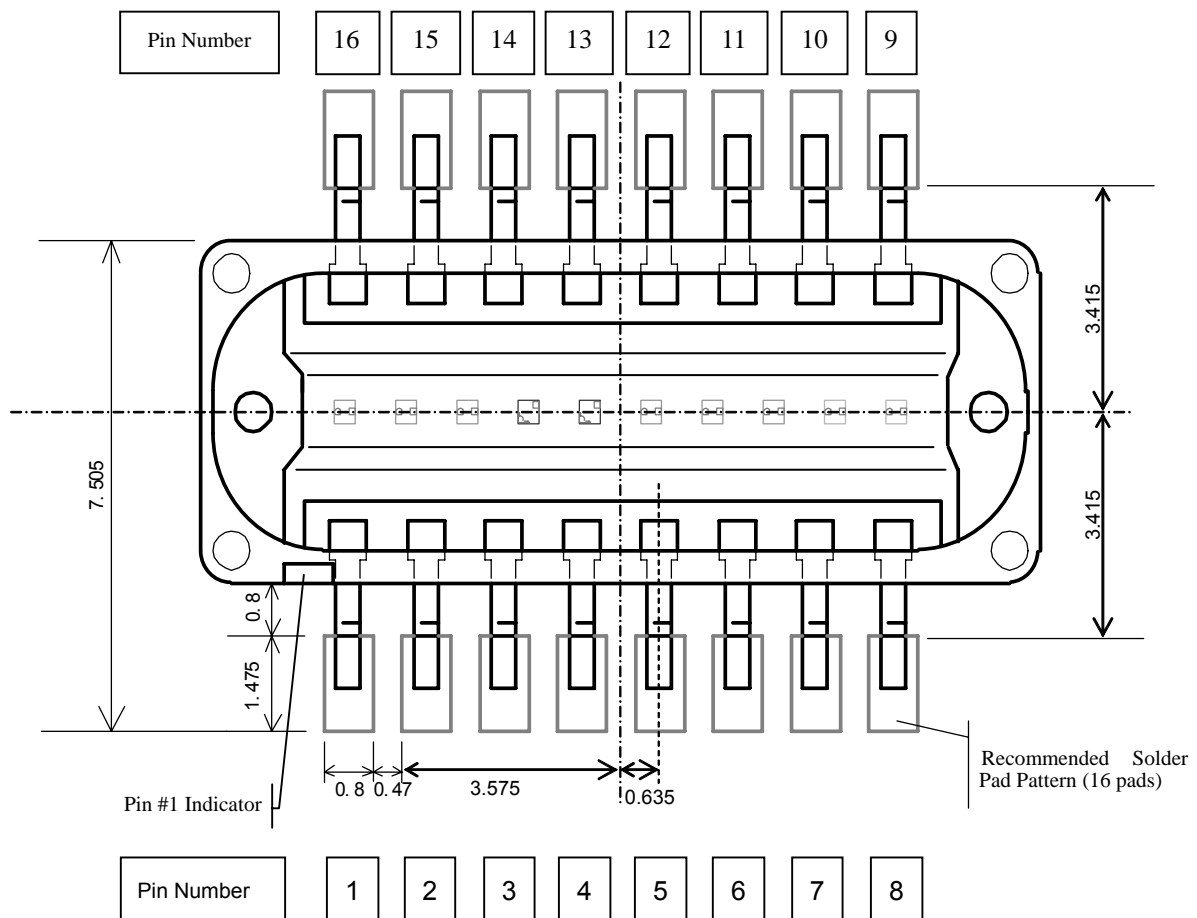 Pin Number 16 15 14 13 12 11 10 9
3.415
7.505
3.415
0.8
1.475
0.8 0.47 3.575 0.635
Recommended Solder
Pad Pattern (16 pads)
Pin #1 Indicator
Pin Number 1 2 3 4 5 6 7 8